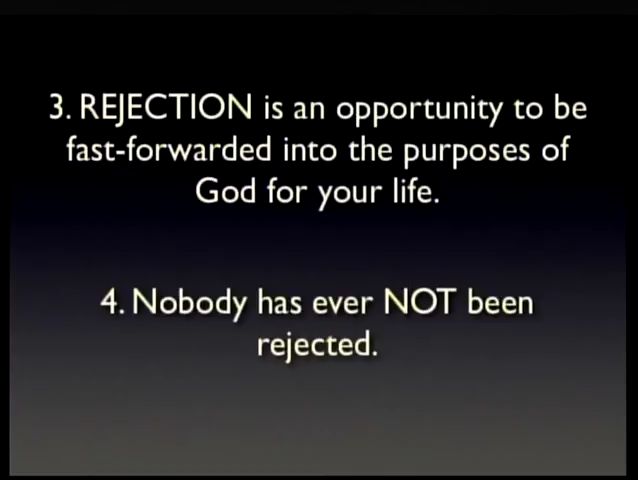 3. REJECTION is an opportunity to be
fast-forwarded into the purposes of
God for your life.
4. Nobody has ever NOT been
rejected.